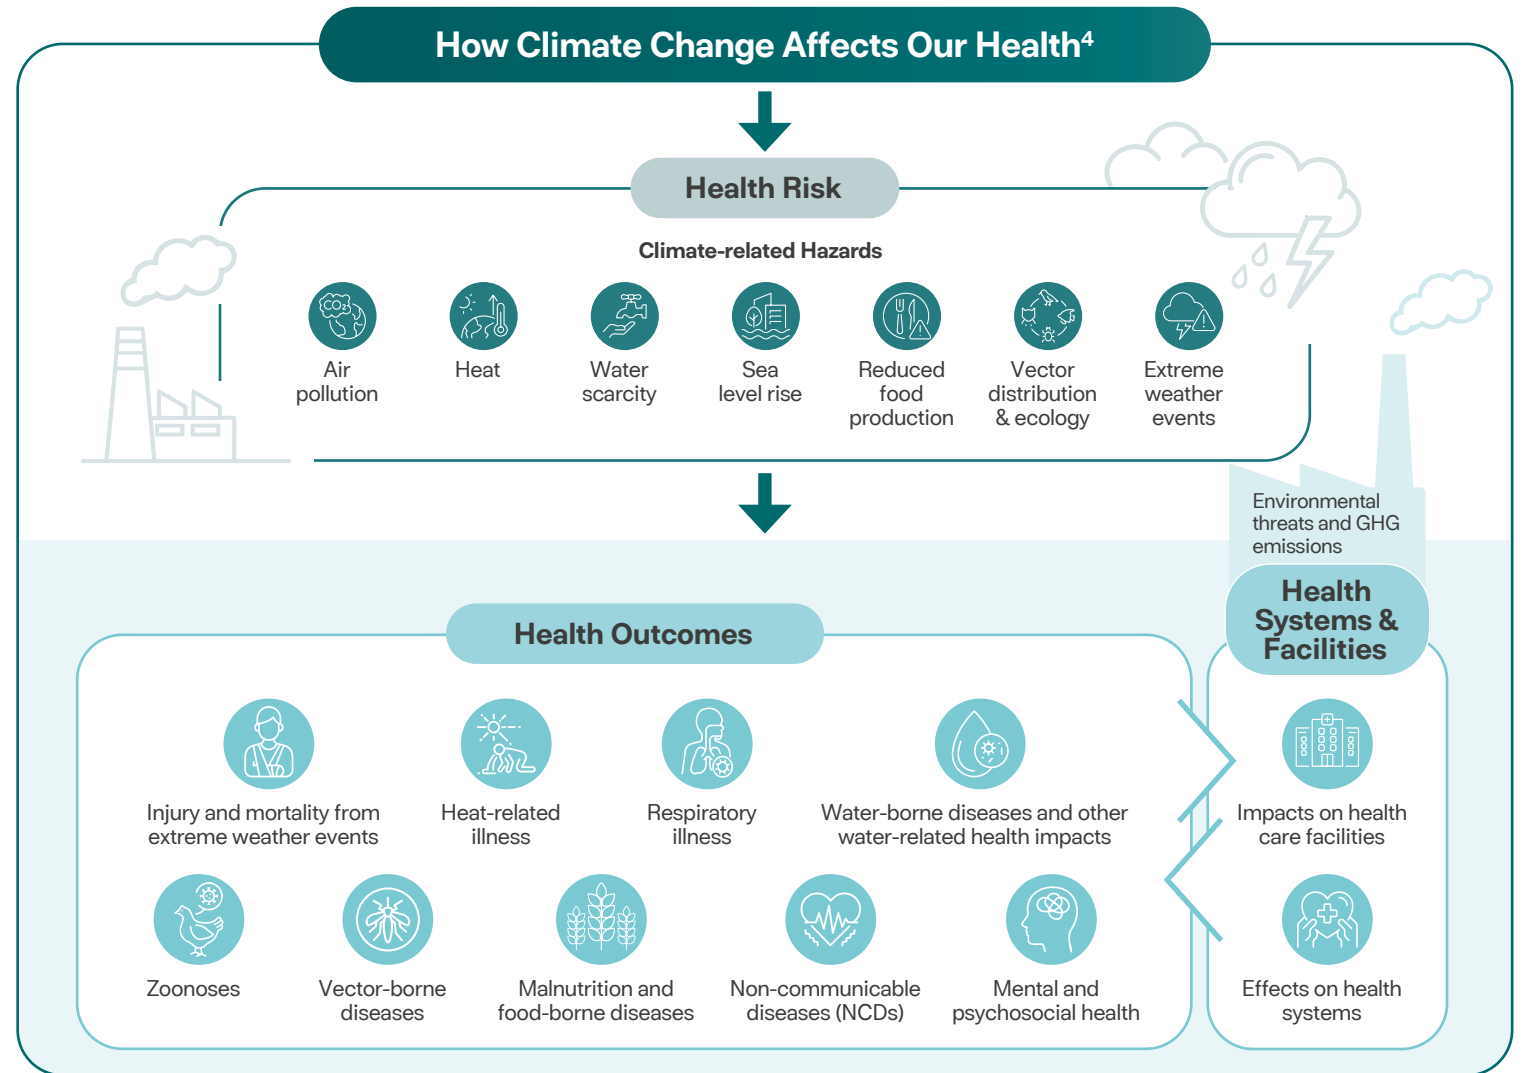 How Climate Change Affects Our Health⁴
Health Risk
Climate-related Hazards
CO₂
Air
pollution
Heat
Water
scarcity
Sea
level rise
Reduced
food
production
Vector
distribution
& ecology
Extreme
weather
events
Environmental
threats and GHG
emissions
Health
Systems &
Facilities
Health Outcomes
Injury and mortality from
extreme weather events
Heat-related
illness
Respiratory
illness
Water-borne diseases and other
water-related health impacts
Impacts on health
care facilities
Zoonoses
Vector-borne
diseases
Malnutrition and
food-borne diseases
Non-communicable
diseases (NCDs)
Mental and
psychosocial health
Effects on health
systems